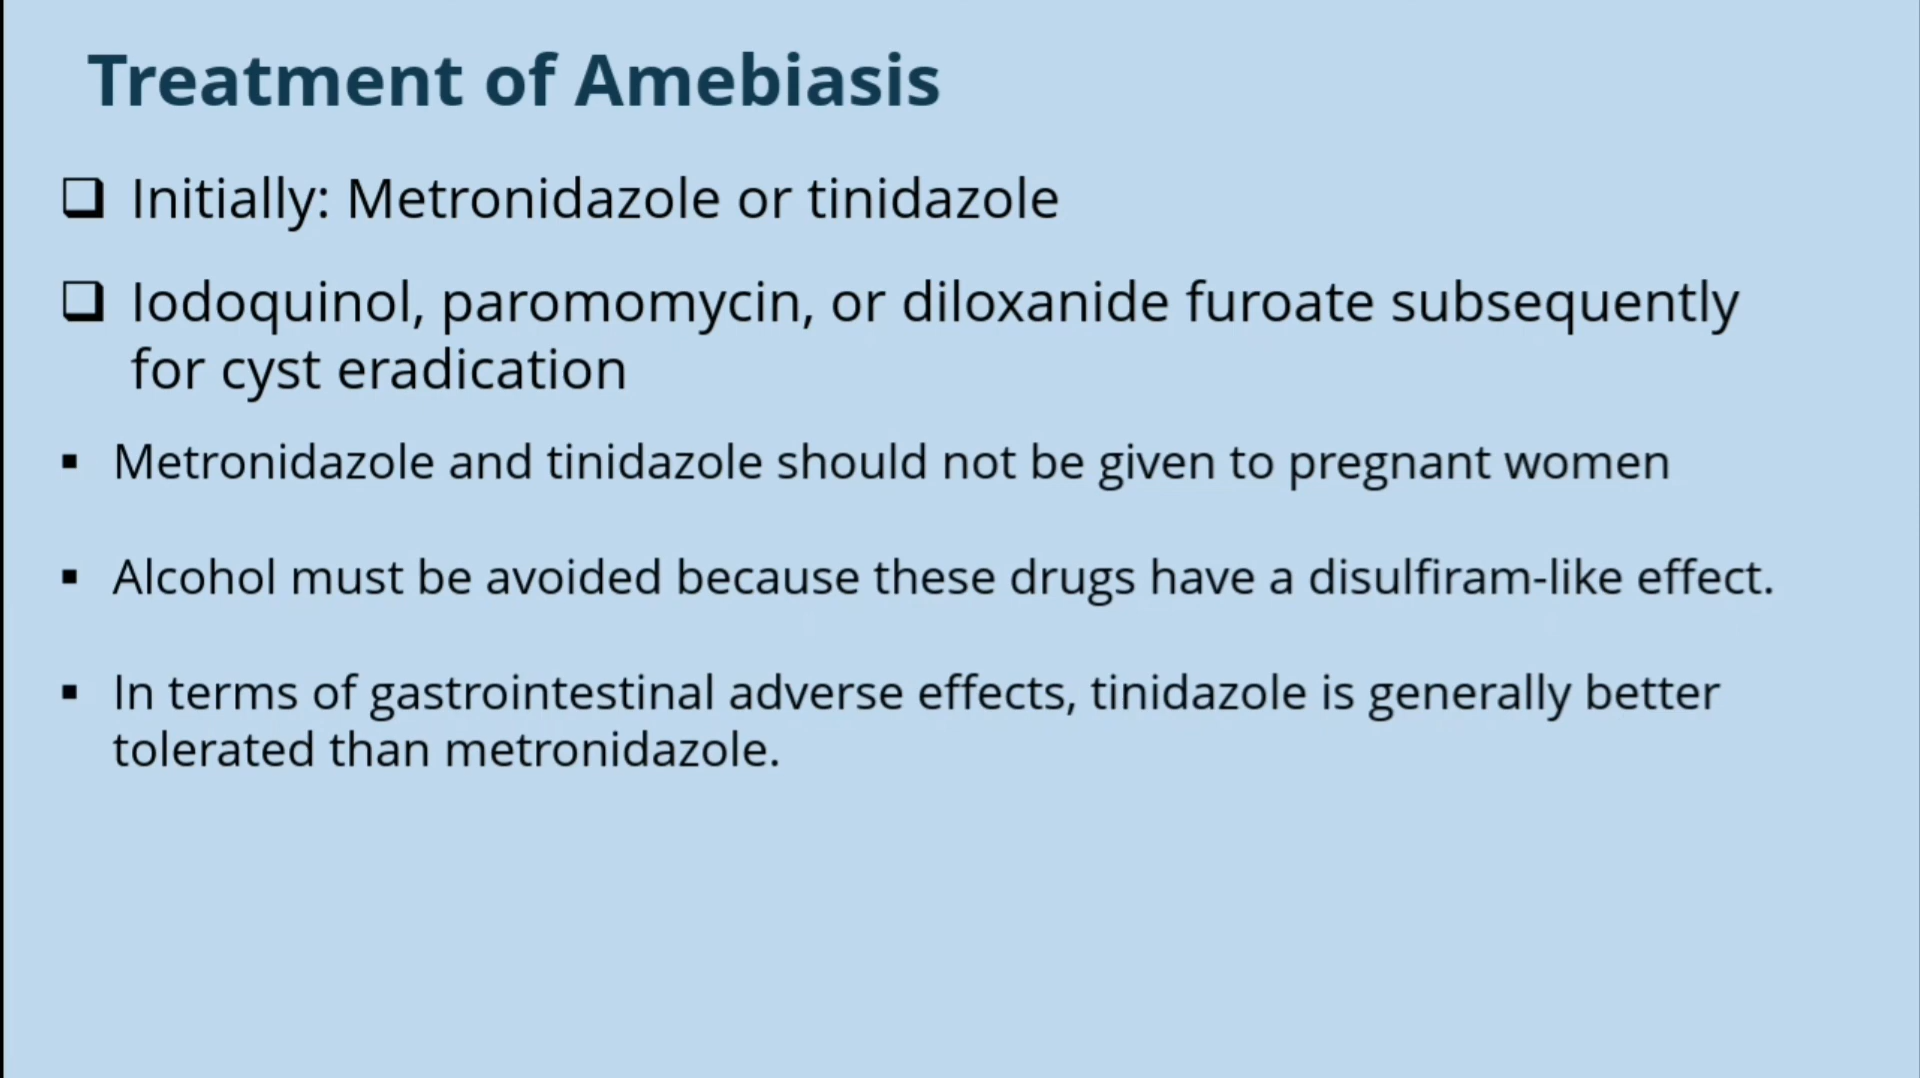 Treatment of Amebiasis
❑ Initially: Metronidazole or tinidazole
❑ Iodoquinol, paromomycin, or diloxanide furoate subsequently
for cyst eradication
▪ Metronidazole and tinidazole should not be given to pregnant women
▪ Alcohol must be avoided because these drugs have a disulfiram-like effect.
▪ In terms of gastrointestinal adverse effects, tinidazole is generally better
tolerated than metronidazole.